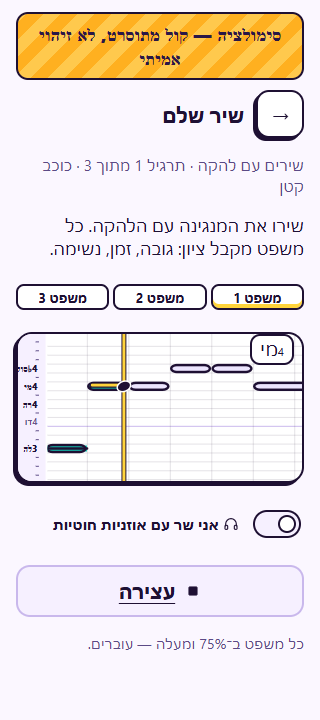 סימולציה — קול מתוסרט, לא זיהוי
אמיתי
→
שיר שלם
שירים עם להקה · תרגיל 1 מתוך 3 · כוכב
קטן
שירו את המנגינה עם הלהקה. כל
משפט מקבל ציון: גובה, זמן, נשימה.
משפט 1
משפט 2
משפט 3
מי4
מי4
רה4
דו4
לה3
אני שר עם אוזניות חוטיות
עצירה
כל משפט ב־75% ומעלה — עוברים.